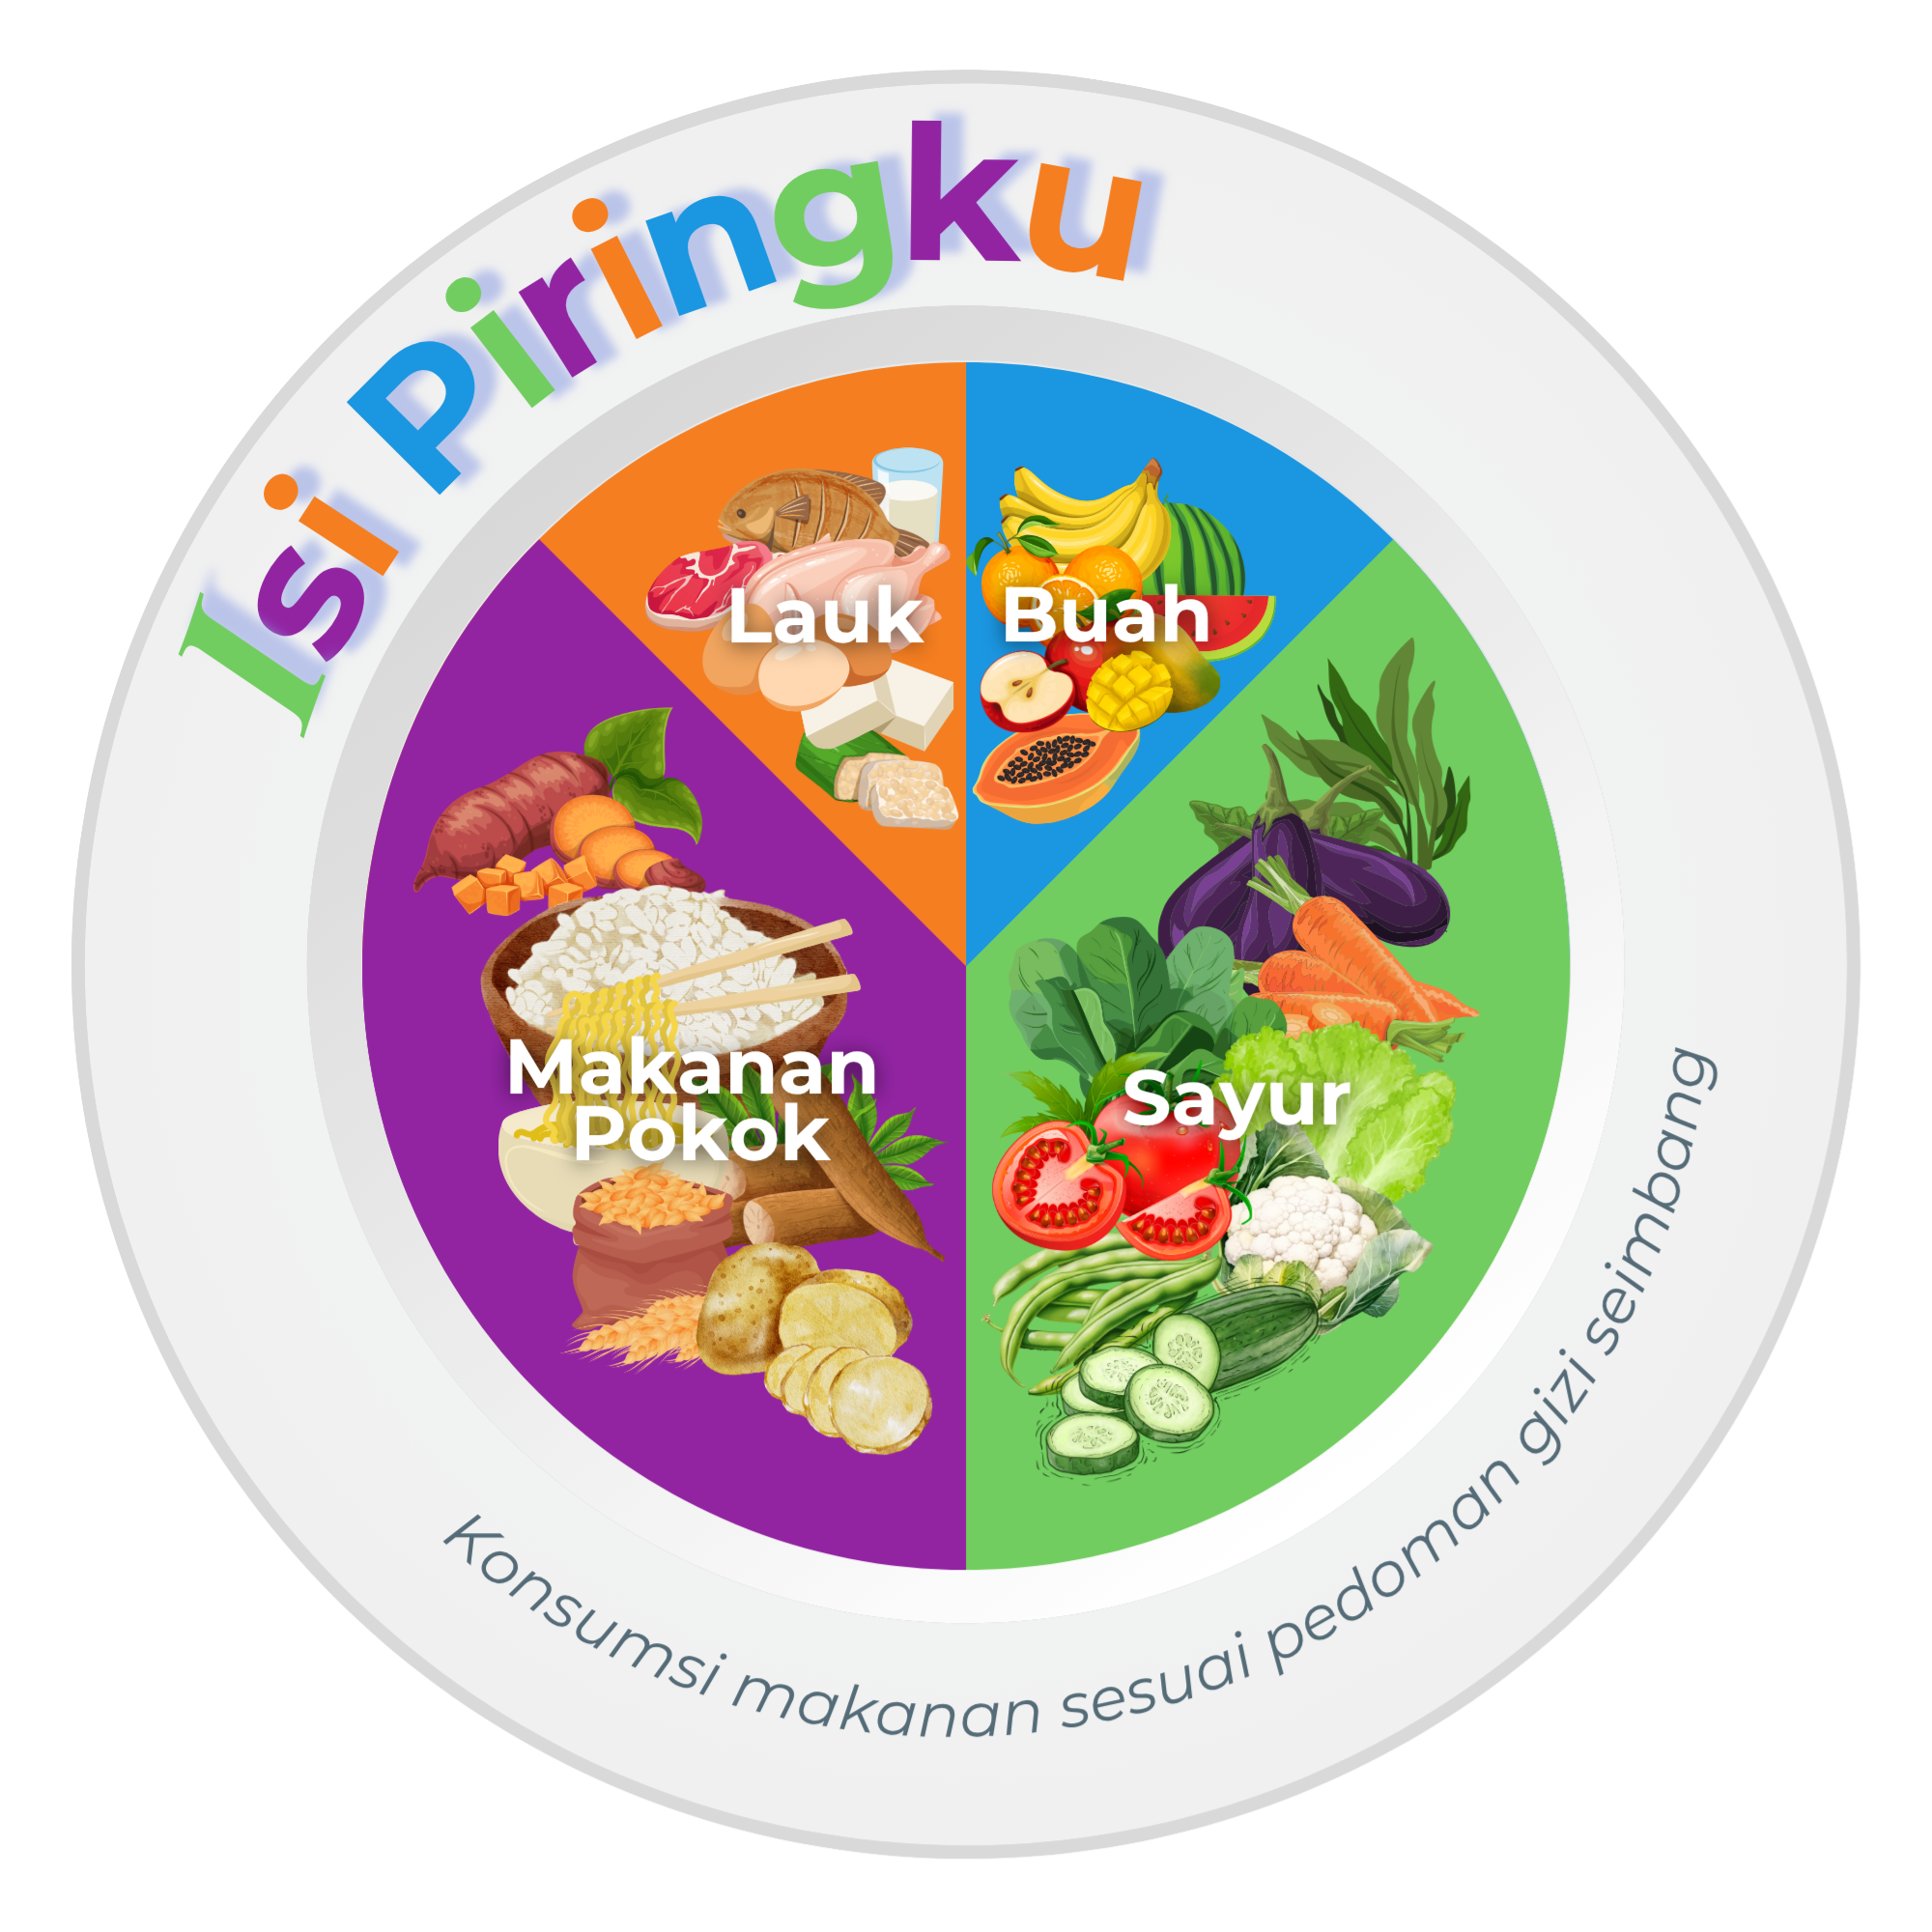 Isi Piringku
Lauk
Buah
Makanan
Pokok
Sayur
Konsumsi makanan sesuai pedoman gizi seimbang